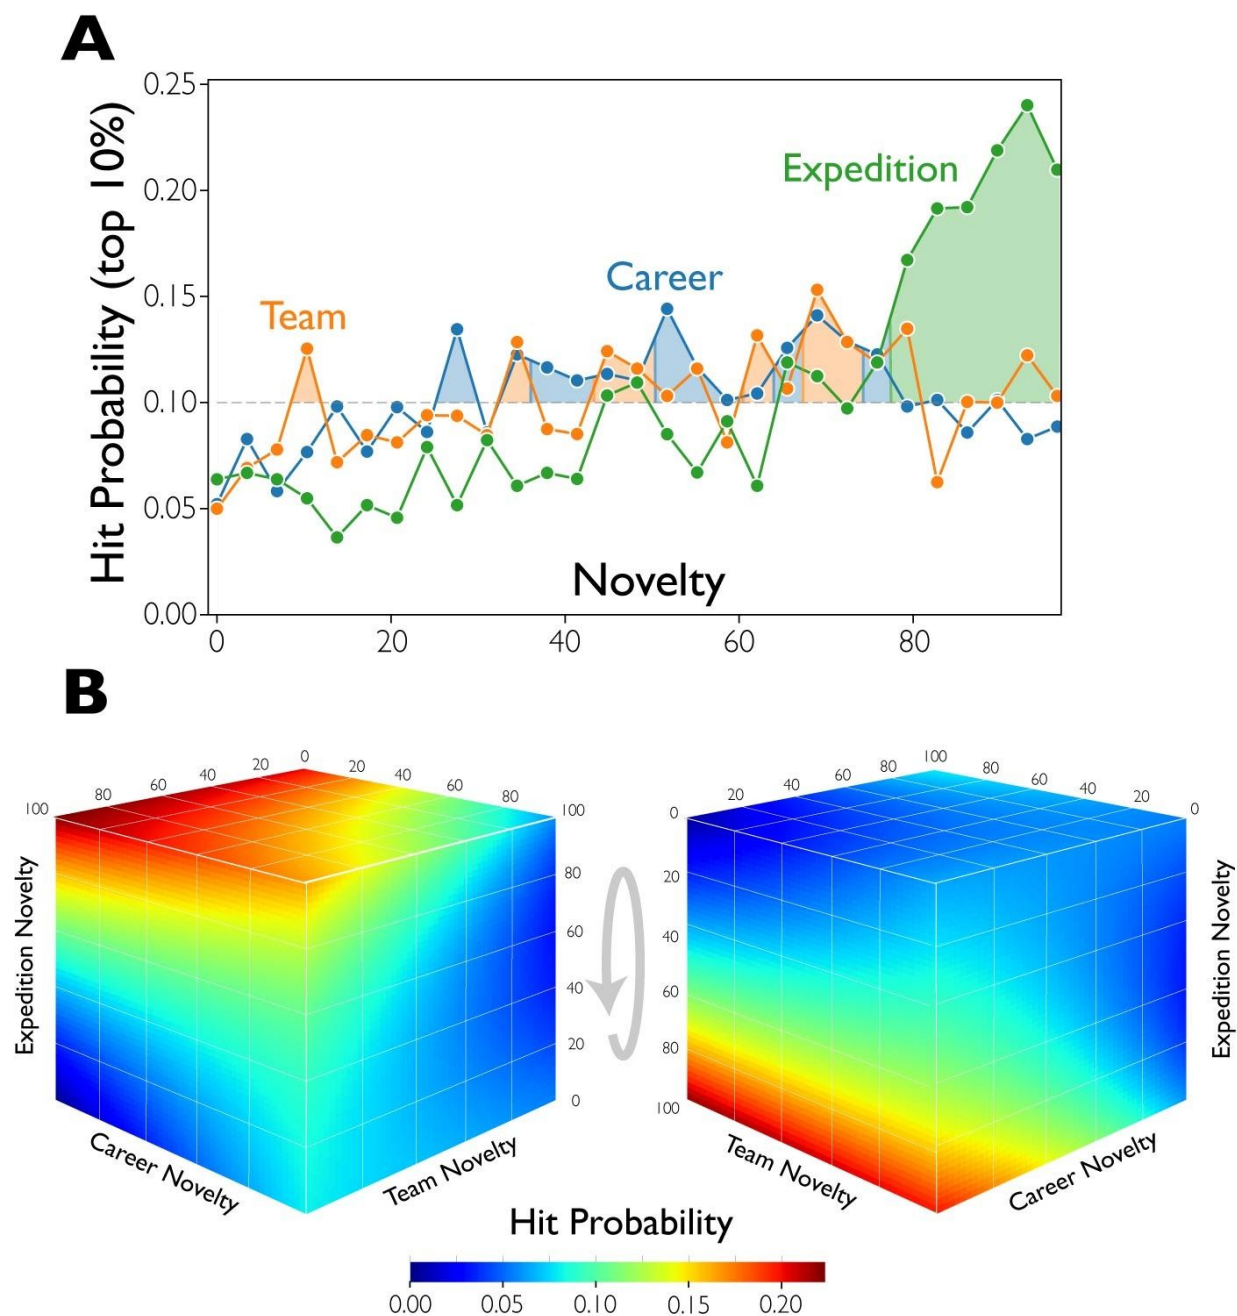 A
Hit Probability (top 10%)
0.25
0.20
0.15
0.10
0.05
0.00
Expedition
Career
Team
Novelty
0 20 40 60 80
B
100 80 60 40 20 0 20 40 60 80 100
80
60
40
20
0
Expedition Novelty
Career Novelty
Team Novelty
0 20 40 60 80 100 80 60 40 20 0
20
40
60
80
100
Expedition Novelty
Team Novelty
Career Novelty
Hit Probability
0.00 0.05 0.10 0.15 0.20